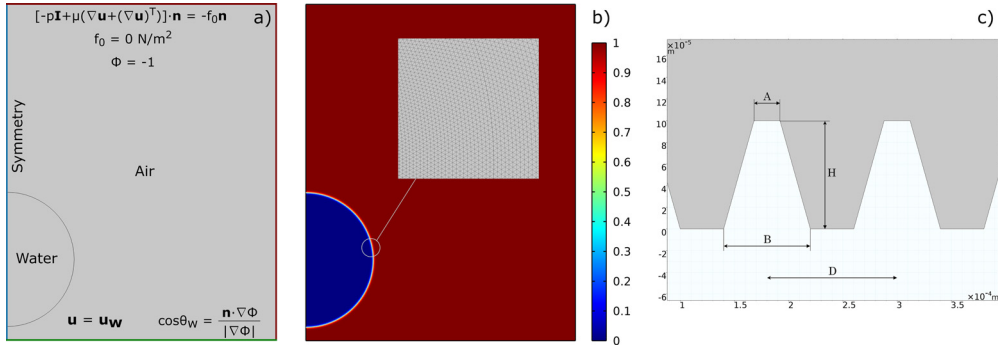 a)
[-pI+μ(∇u+(∇u)ᵀ)]·n = -f₀n
f₀ = 0 N/m²
Φ = -1
Symmetry
Air
Water
u = u_w
cosθ_w = n·∇Φ / |∇Φ|
b)
1
0.9
0.8
0.7
0.6
0.5
0.4
0.3
0.2
0.1
0
c)
×10⁻⁵
m
16
14
12
10
8
6
4
2
0
-2
-4
-6
A
H
B
D
1
1.5
2
2.5
3
3.5
×10⁻⁴ m